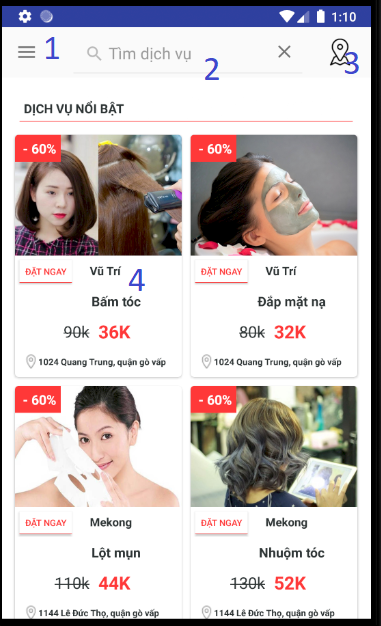 1:10
1
Tìm dịch vụ
2
3
DỊCH VỤ NỔI BẬT
- 60%
- 60%
ĐẶT NGAY Vũ Trí
4
Bấm tóc
90k 36K
1024 Quang Trung, quận gò vấp
ĐẶT NGAY Vũ Trí
Đắp mặt nạ
80k 32K
1024 Quang Trung, quận gò vấp
- 60%
- 60%
ĐẶT NGAY Mekong
Lột mụn
110k 44K
1144 Lê Đức Thọ, quận gò vấp
ĐẶT NGAY Mekong
Nhuộm tóc
130k 52K
1144 Lê Đức Thọ, quận gò vấp